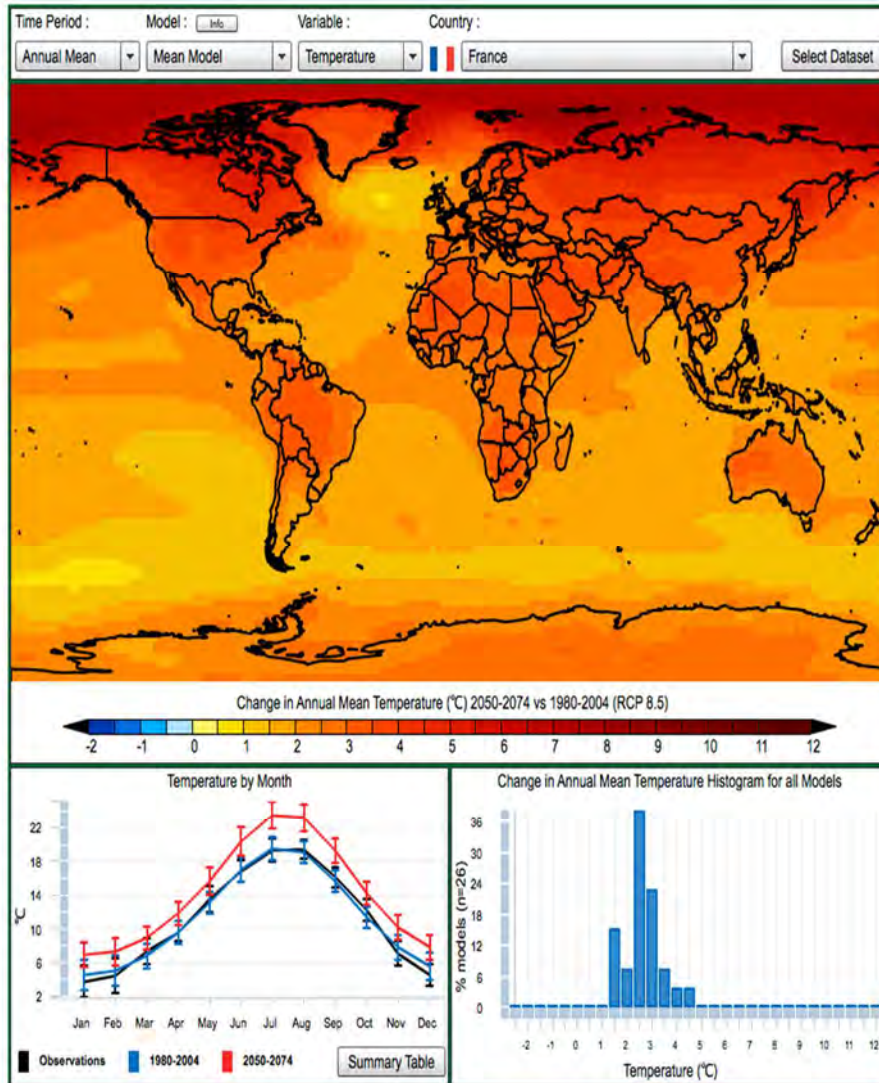 Time Period : Model : Info Variable : Country :
Annual Mean Mean Model Temperature France Select Dataset
Change in Annual Mean Temperature (℃) 2050-2074 vs 1980-2004 (RCP 8.5)
-2 -1 0 1 2 3 4 5 6 7 8 9 10 11 12
Temperature by Month
℃
22
18
14
10
6
2
Jan Feb Mar Apr May Jun Jul Aug Sep Oct Nov Dec
Observations 1980-2004 2050-2074 Summary Table
Change in Annual Mean Temperature Histogram for all Models
% models (n=26)
36
30
24
18
12
6
0
-2 -1 0 1 2 3 4 5 6 7 8 9 10 11 12
Temperature (℃)